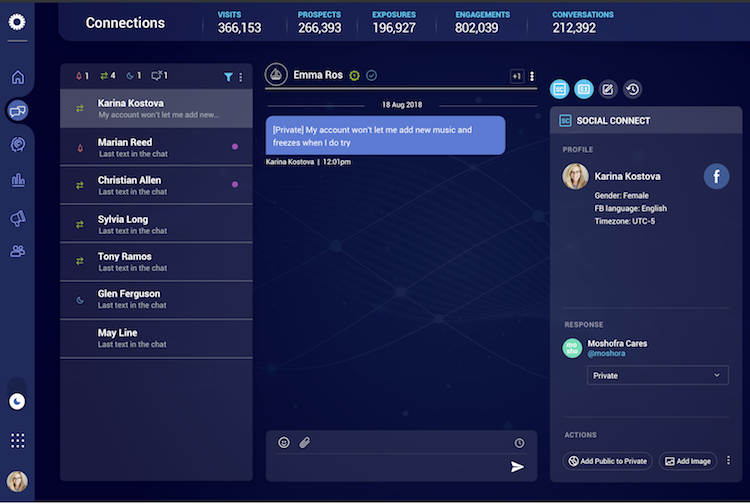 Connections
VISITS
366,153
PROSPECTS
266,393
EXPOSURES
196,927
ENGAGEMENTS
802,039
CONVERSATIONS
212,392
1 4 1 1
Karina Kostova
My account won't let me add new...
Marian Reed
Last text in the chat
Christian Allen
Last text in the chat
Sylvia Long
Last text in the chat
Tony Ramos
Last text in the chat
Glen Ferguson
Last text in the chat
May Line
Last text in the chat
Emma Ros
+1
18 Aug 2018
[Private] My account won't let me add new music and
freezes when I do try
Karina Kostova | 12:01pm
SC
SC SOCIAL CONNECT
PROFILE
Karina Kostova
f
Gender: Female
FB language: English
Timezone: UTC-5
RESPONSE
mo
sho
Moshofra Cares
@moshora
Private
ACTIONS
Add Public to Private
Add Image